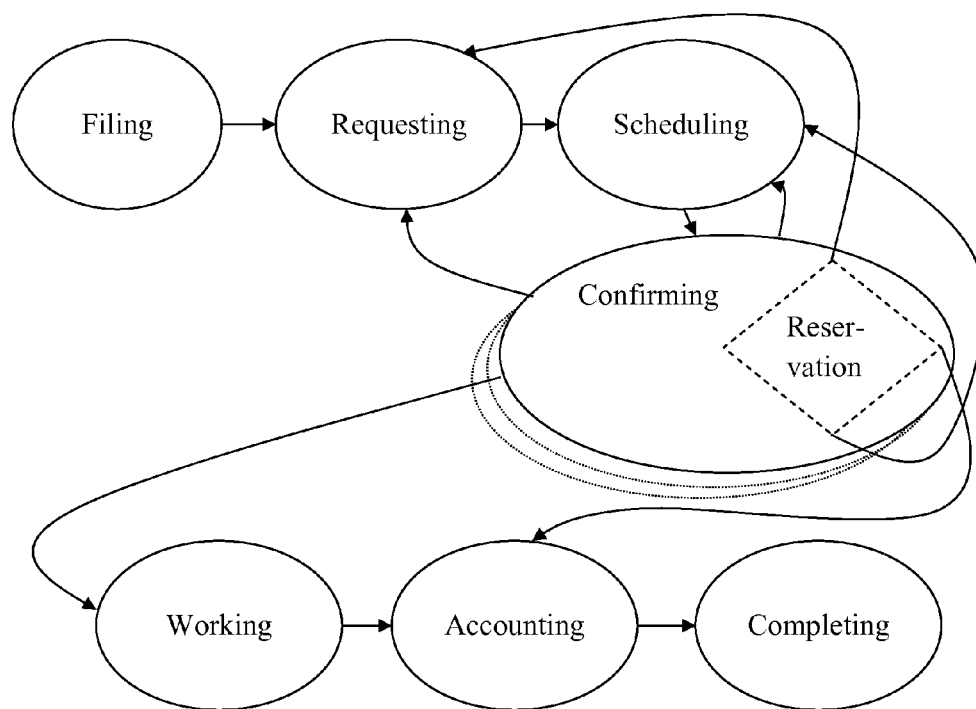 Filing
Requesting
Scheduling
Confirming
Reser-
vation
Working
Accounting
Completing